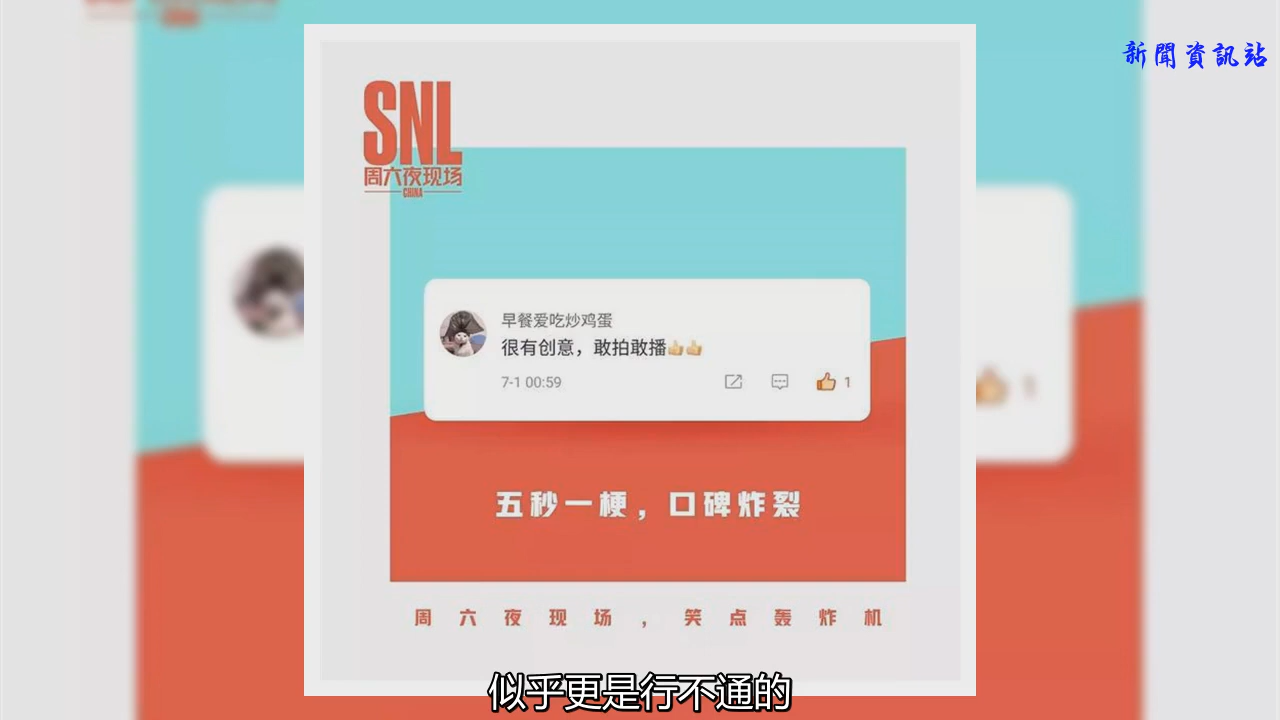 新聞資訊站
SNL
周六夜现场
CHINA
早餐爱吃炒鸡蛋
很有创意，敢拍敢播👍👍
7-1 00:59
1
五秒一梗，口碑炸裂
周六夜现场，笑点轰炸机
似乎更是行不通的